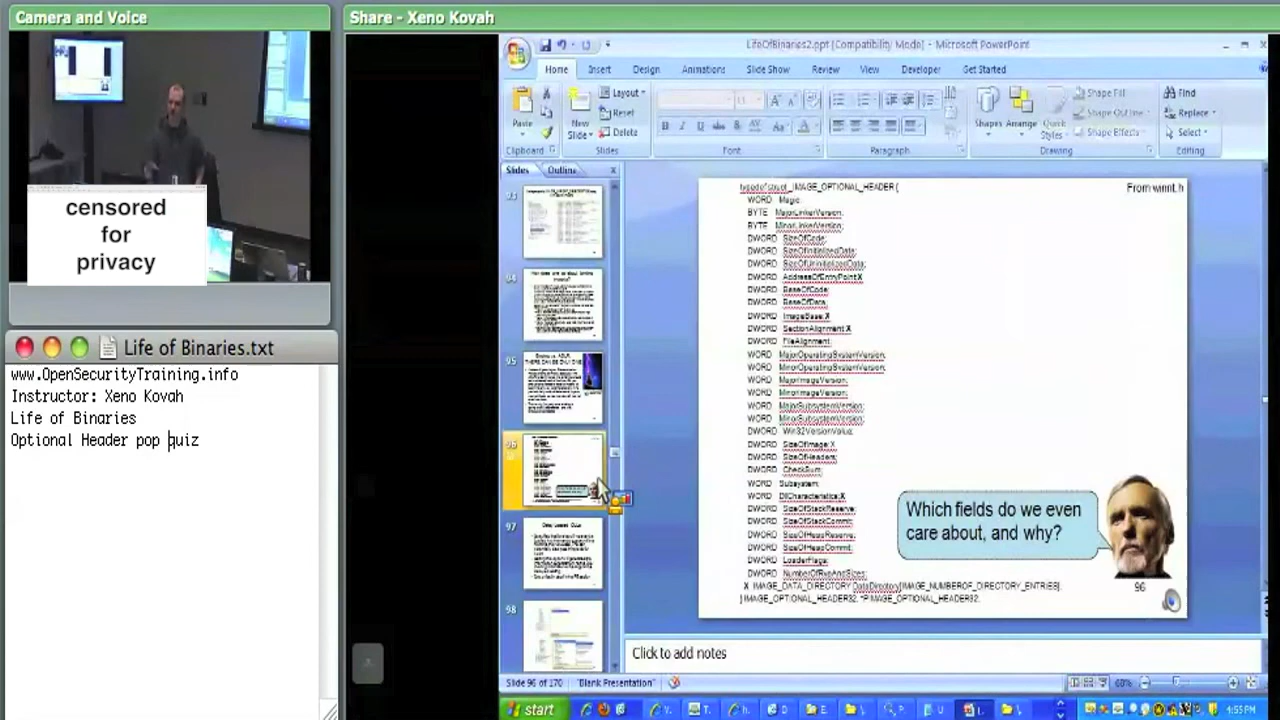 Camera and Voice
Share - Xeno Kovah
censored
for
privacy
Life of Binaries.txt
www.OpenSecurityTraining.info
Instructor: Xeno Kovah
Life of Binaries
Optional Header pop quiz
LifeOfBinaries2.ppt [Compatibility Mode] - Microsoft PowerPoint
Home Insert Design Animations Slide Show Review View Developer Get Started
Paste
Clipboard
New Slide
Layout
Reset
Delete
Slides
Font
Paragraph
Shapes Arrange Quick Styles
Shape Fill
Shape Outline
Shape Effects
Drawing
Find
Replace
Select
Editing
Slides Outline
94
95
96
97
98
typedef struct _IMAGE_OPTIONAL_HEADER {
From winnt.h
WORD Magic;
BYTE MajorLinkerVersion;
BYTE MinorLinkerVersion;
DWORD SizeOfCode;
DWORD SizeOfInitializedData;
DWORD SizeOfUninitializedData;
DWORD AddressOfEntryPoint;X
DWORD BaseOfCode;
DWORD BaseOfData;
DWORD ImageBase;X
DWORD SectionAlignment;X
DWORD FileAlignment;
WORD MajorOperatingSystemVersion;
WORD MinorOperatingSystemVersion;
WORD MajorImageVersion;
WORD MinorImageVersion;
WORD MajorSubsystemVersion;
WORD MinorSubsystemVersion;
DWORD Win32VersionValue;
DWORD SizeOfImage;X
DWORD SizeOfHeaders;
DWORD CheckSum;
WORD Subsystem;
WORD DllCharacteristics;X
DWORD SizeOfStackReserve;
DWORD SizeOfStackCommit;
DWORD SizeOfHeapReserve;
DWORD SizeOfHeapCommit;
DWORD LoaderFlags;
DWORD NumberOfRvaAndSizes;
X IMAGE_DATA_DIRECTORY DataDirectory[IMAGE_NUMBEROF_DIRECTORY_ENTRIES];
} IMAGE_OPTIONAL_HEADER32, *PIMAGE_OPTIONAL_HEADER32;
Which fields do we even
care about, and why?
96
Click to add notes
Slide 96 of 170 "Blank Presentation" 68%
start
4:55 PM